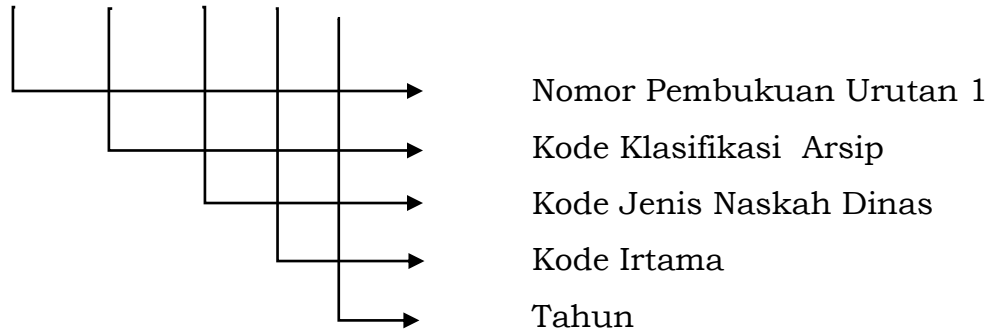 Nomor Pembukuan Urutan 1
Kode Klasifikasi Arsip
Kode Jenis Naskah Dinas
Kode Irtama
Tahun